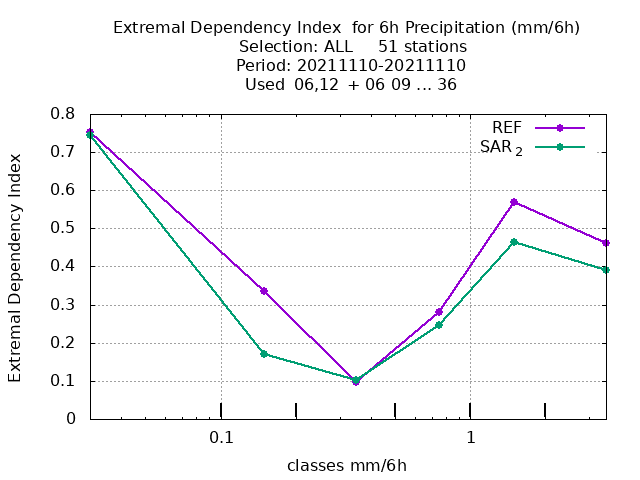 Extremal Dependency Index  for 6h Precipitation (mm/6h)
Selection: ALL     51 stations
Period: 20211110-20211110
Used  06,12  + 06 09 ... 36
0.8
0.7
0.6
0.5
0.4
0.3
0.2
0.1
0
Extremal Dependency Index
REF
SAR 2
0.1
1
classes mm/6h